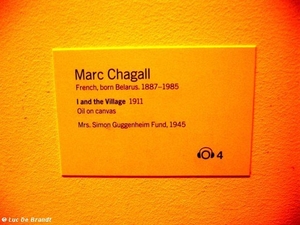 Marc Chagall
French, born Belarus. 1887–1985
I and the Village 1911
Oil on canvas
Mrs. Simon Guggenheim Fund, 1945
4
© Luc De Brandt